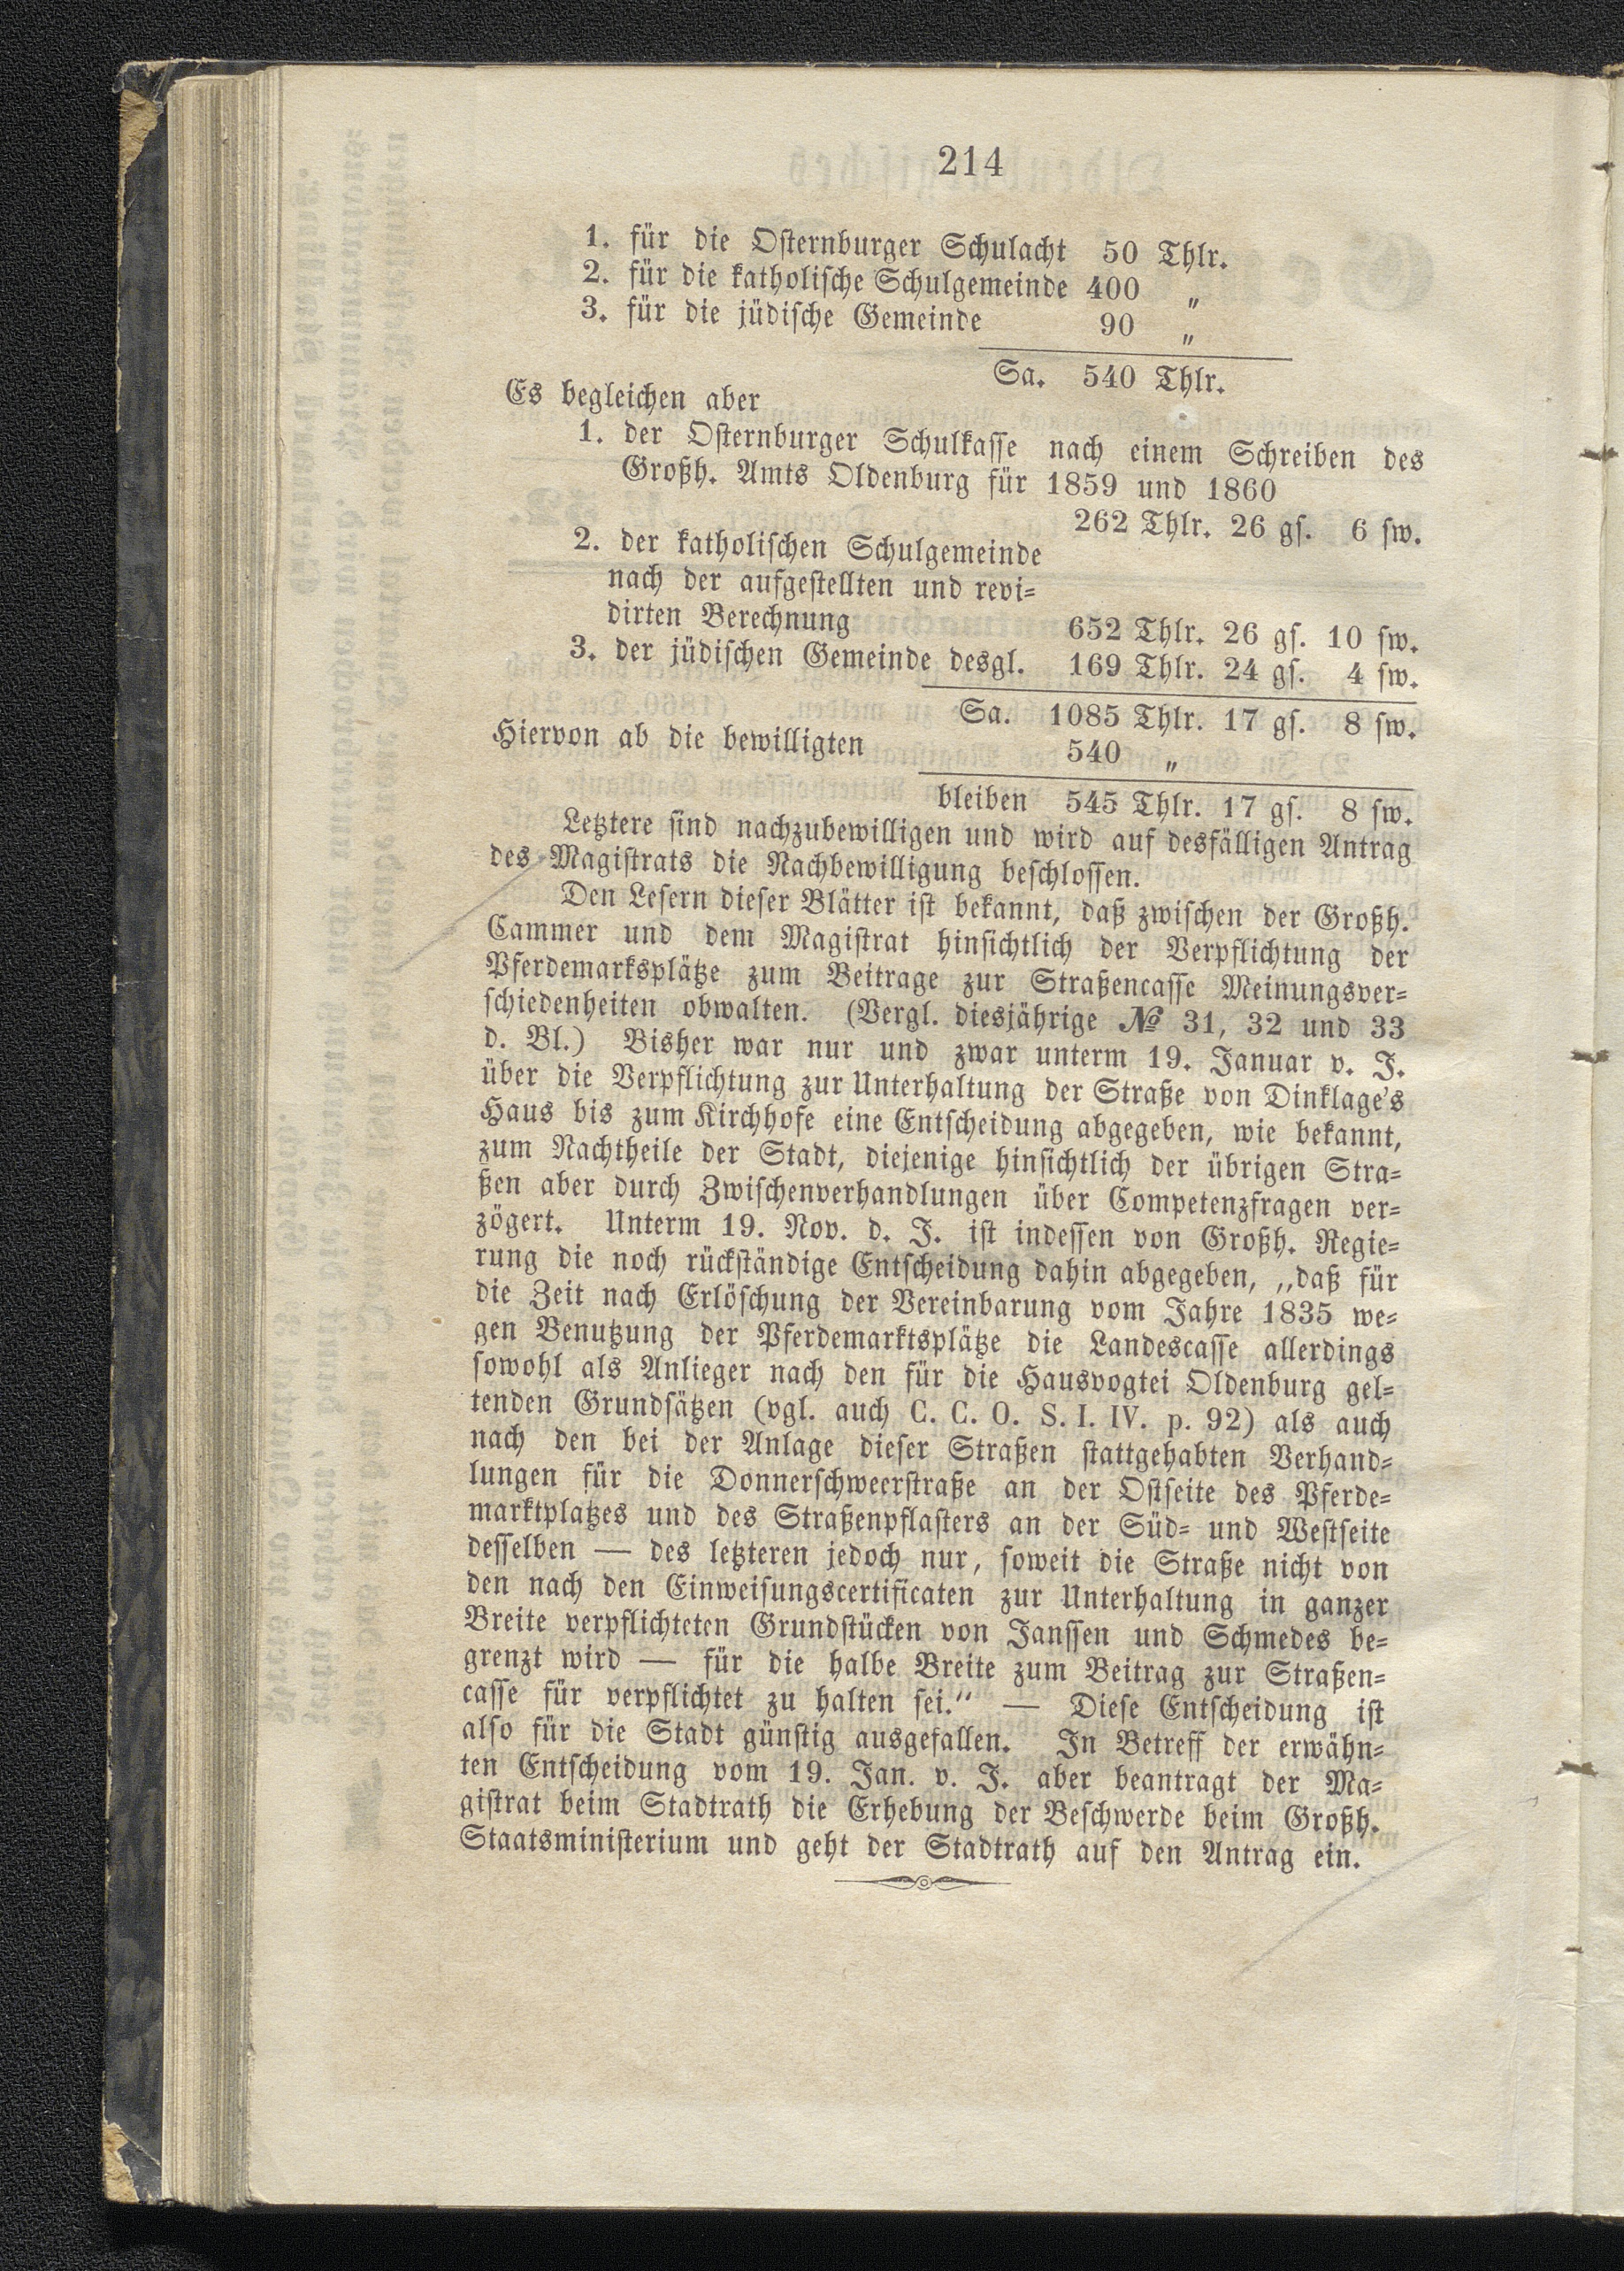 214
1. für die Osternburger Schulacht 50 Thlr.
2. für die katholische Schulgemeinde 400 "
3. für die jüdische Gemeinde 90 "
Sa. 540 Thlr.
Es begleichen aber
1. der Osternburger Schulkasse nach einem Schreiben des
Großh. Amts Oldenburg für 1859 und 1860
262 Thlr. 26 gs. 6 sw.
2. der katholischen Schulgemeinde
nach der aufgestellten und revi-
dirten Berechnung 652 Thlr. 26 gs. 10 sw.
3. der jüdischen Gemeinde desgl. 169 Thlr. 24 gs. 4 sw.
Sa. 1085 Thlr. 17 gs. 8 sw.
Hiervon ab die bewilligten 540 "
bleiben 545 Thlr. 17 gs. 8 sw.
Letztere sind nachzubewilligen und wird auf desfälligen Antrag
des Magistrats die Nachbewilligung beschlossen.
Den Lesern dieser Blätter ist bekannt, daß zwischen der Großh.
Cammer und dem Magistrat hinsichtlich der Verpflichtung der
Pferdemarksplätze zum Beitrage zur Straßencasse Meinungsver-
schiedenheiten obwalten. (Vergl. diesjährige № 31, 32 und 33
d. Bl.) Bisher war nur und zwar unterm 19. Januar v. J.
über die Verpflichtung zur Unterhaltung der Straße von Dinklage's
Haus bis zum Kirchhofe eine Entscheidung abgegeben, wie bekannt,
zum Nachtheile der Stadt, diejenige hinsichtlich der übrigen Stra-
ßen aber durch Zwischenverhandlungen über Competenzfragen ver-
zögert. Unterm 19. Nov. d. J. ist indessen von Großh. Regie-
rung die noch rückständige Entscheidung dahin abgegeben, „daß für
die Zeit nach Erlöschung der Vereinbarung vom Jahre 1835 we-
gen Benutzung der Pferdemarktsplätze die Landescasse allerdings
sowohl als Anlieger nach den für die Hausvogtei Oldenburg gel-
tenden Grundsätzen (vgl. auch C. C. O. S. I. IV. p. 92) als auch
nach den bei der Anlage dieser Straßen stattgehabten Verhand-
lungen für die Donnerschweerstraße an der Ostseite des Pferde-
marktplatzes und des Straßenpflasters an der Süd- und Westseite
desselben — des letzteren jedoch nur, soweit die Straße nicht von
den nach den Einweisungscertificaten zur Unterhaltung in ganzer
Breite verpflichteten Grundstücken von Janssen und Schmedes be-
grenzt wird — für die halbe Breite zum Beitrag zur Straßen-
casse für verpflichtet zu halten sei." — Diese Entscheidung ist
also für die Stadt günstig ausgefallen. In Betreff der erwähn-
ten Entscheidung vom 19. Jan. v. J. aber beantragt der Ma-
gistrat beim Stadtrath die Erhebung der Beschwerde beim Großh.
Staatsministerium und geht der Stadtrath auf den Antrag ein.